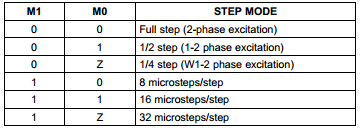 M1 M0 STEP MODE
0 0 Full step (2-phase excitation)
0 1 1/2 step (1-2 phase excitation)
0 Z 1/4 step (W1-2 phase excitation)
1 0 8 microsteps/step
1 1 16 microsteps/step
1 Z 32 microsteps/step